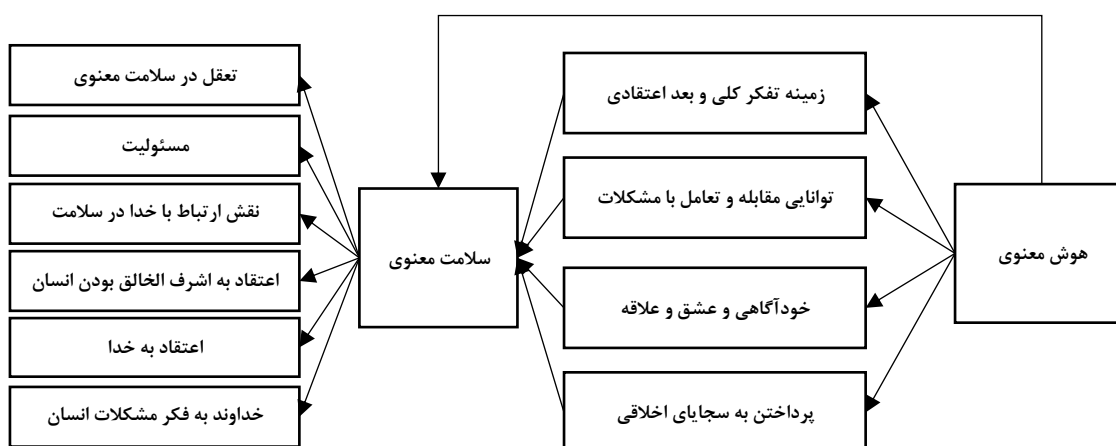 هوش معنوی
زمینه تفکر کلی و بعد اعتقادی
توانایی مقابله و تعامل با مشکلات
خودآگاهی و عشق و علاقه
پرداختن به سجایای اخلاقی
سلامت معنوی
تعقل در سلامت معنوی
مسئولیت
نقش ارتباط با خدا در سلامت
اعتقاد به اشرف الخالق بودن انسان
اعتقاد به خدا
خداوند به فکر مشکلات انسان